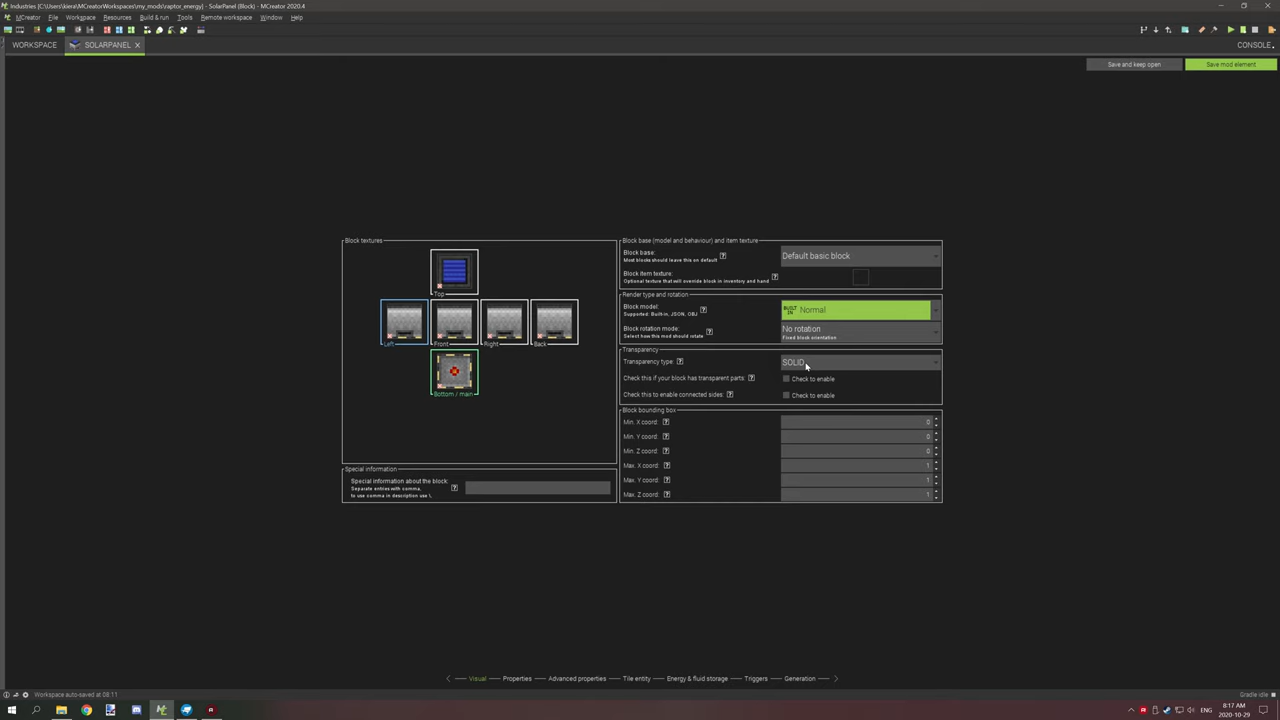 Industries [C:\Users\kiera\MCreatorWorkspaces\my_mods\raptor_energy] - SolarPanel (Block) - MCreator 2020.4
MCreator File Workspace Resources Build & run Tools Remote workspace Window Help
WORKSPACE SOLARPANEL CONSOLE
Save and keep open Save mod element
Block textures
Top
Left Front Right Back
Bottom / main
Special information
Special information about the block:
Separate entries with comma,
to use comma in description use \,
?
Block base (model and behaviour) and item texture
Block base:
Most blocks should leave this on default
? Default basic block
Block item texture:
Optional texture that will override block in inventory and hand
?
Render type and rotation
Block model:
Supported: Built-in, JSON, OBJ
? BUILT IN Normal
Block rotation mode:
Select how this mod should rotate
? No rotation
Fixed block orientation
Transparency
Transparency type: ? SOLID
Check this if your block has transparent parts: ? Check to enable
Check this to enable connected sides: ? Check to enable
Block bounding box
Min. X coord: ? 0
Min. Y coord: ? 0
Min. Z coord: ? 0
Max. X coord: ? 1
Max. Y coord: ? 1
Max. Z coord: ? 1
Visual Properties Advanced properties Tile entity Energy & fluid storage Triggers Generation
Workspace auto-saved at 08:11 Gradle idle
ENG 8:17 AM
2020-10-29